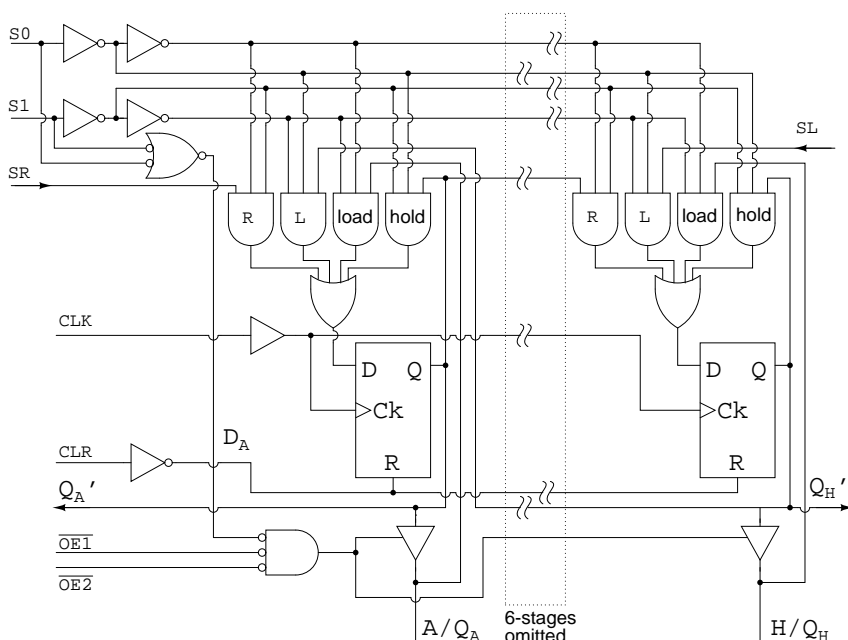 S0
S1
SL
SR
R L load hold
R L load hold
CLK
D Q
D Q
Ck
Ck
D_A
CLR
R
R
Q_A'
Q_H'
OE1
OE2
6-stages
omitted
A/Q_A
H/Q_H